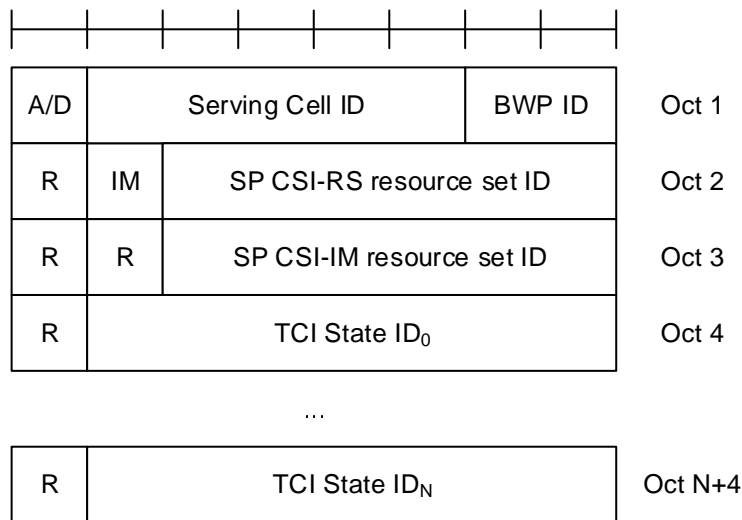 A/D Serving Cell ID BWP ID Oct 1
R IM SP CSI-RS resource set ID Oct 2
R R SP CSI-IM resource set ID Oct 3
R TCI State ID₀ Oct 4
...
R TCI State IDN Oct N+4